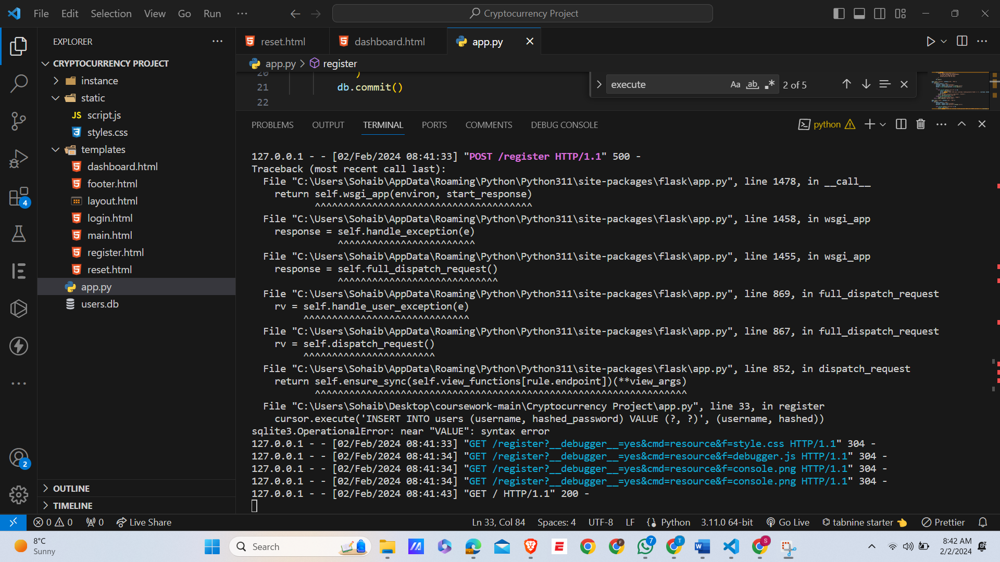 File Edit Selection View Go Run ···
Cryptocurrency Project
EXPLORER
CRYPTOCURRENCY PROJECT
instance
static
JS script.js
styles.css
templates
dashboard.html
footer.html
layout.html
login.html
main.html
register.html
reset.html
app.py
users.db
OUTLINE
TIMELINE
4
2
reset.html dashboard.html app.py
app.py > register
20 )
21 db.commit()
22
execute Aa ab 2 of 5
PROBLEMS OUTPUT TERMINAL PORTS COMMENTS DEBUG CONSOLE
python
127.0.0.1 - - [02/Feb/2024 08:41:33] "POST /register HTTP/1.1" 500 -
Traceback (most recent call last):
File "C:\Users\Sohaib\AppData\Roaming\Python\Python311\site-packages\flask\app.py", line 1478, in __call__
return self.wsgi_app(environ, start_response)
^^^^^^^^^^^^^^^^^^^^^^^^^^^^^^^^^^^^^^
File "C:\Users\Sohaib\AppData\Roaming\Python\Python311\site-packages\flask\app.py", line 1458, in wsgi_app
response = self.handle_exception(e)
^^^^^^^^^^^^^^^^^^^^^^^^
File "C:\Users\Sohaib\AppData\Roaming\Python\Python311\site-packages\flask\app.py", line 1455, in wsgi_app
response = self.full_dispatch_request()
^^^^^^^^^^^^^^^^^^^^^^^^^^^^
File "C:\Users\Sohaib\AppData\Roaming\Python\Python311\site-packages\flask\app.py", line 869, in full_dispatch_request
rv = self.handle_user_exception(e)
^^^^^^^^^^^^^^^^^^^^^^^^^^^^^
File "C:\Users\Sohaib\AppData\Roaming\Python\Python311\site-packages\flask\app.py", line 867, in full_dispatch_request
rv = self.dispatch_request()
^^^^^^^^^^^^^^^^^^^^^^^
File "C:\Users\Sohaib\AppData\Roaming\Python\Python311\site-packages\flask\app.py", line 852, in dispatch_request
return self.ensure_sync(self.view_functions[rule.endpoint])(**view_args)
^^^^^^^^^^^^^^^^^^^^^^^^^^^^^^^^^^^^^^^^^^^^^^^^^^^^^^^^^^^^^^^^^
File "C:\Users\Sohaib\Desktop\coursework-main\Cryptocurrency Project\app.py", line 33, in register
cursor.execute('INSERT INTO users (username, hashed_password) VALUE (?, ?)', (username, hashed))
sqlite3.OperationalError: near "VALUE": syntax error
127.0.0.1 - - [02/Feb/2024 08:41:33] "GET /register?__debugger__=yes&cmd=resource&f=style.css HTTP/1.1" 304 -
127.0.0.1 - - [02/Feb/2024 08:41:34] "GET /register?__debugger__=yes&cmd=resource&f=debugger.js HTTP/1.1" 304 -
127.0.0.1 - - [02/Feb/2024 08:41:34] "GET /register?__debugger__=yes&cmd=resource&f=console.png HTTP/1.1" 304 -
127.0.0.1 - - [02/Feb/2024 08:41:34] "GET /register?__debugger__=yes&cmd=resource&f=console.png HTTP/1.1" 304 -
127.0.0.1 - - [02/Feb/2024 08:41:43] "GET / HTTP/1.1" 200 -
0 0 0 Live Share Ln 33, Col 84 Spaces: 4 UTF-8 LF Python 3.11.0 64-bit Go Live tabnine starter Prettier
8°C
Sunny
Search
7
8:42 AM
2/2/2024